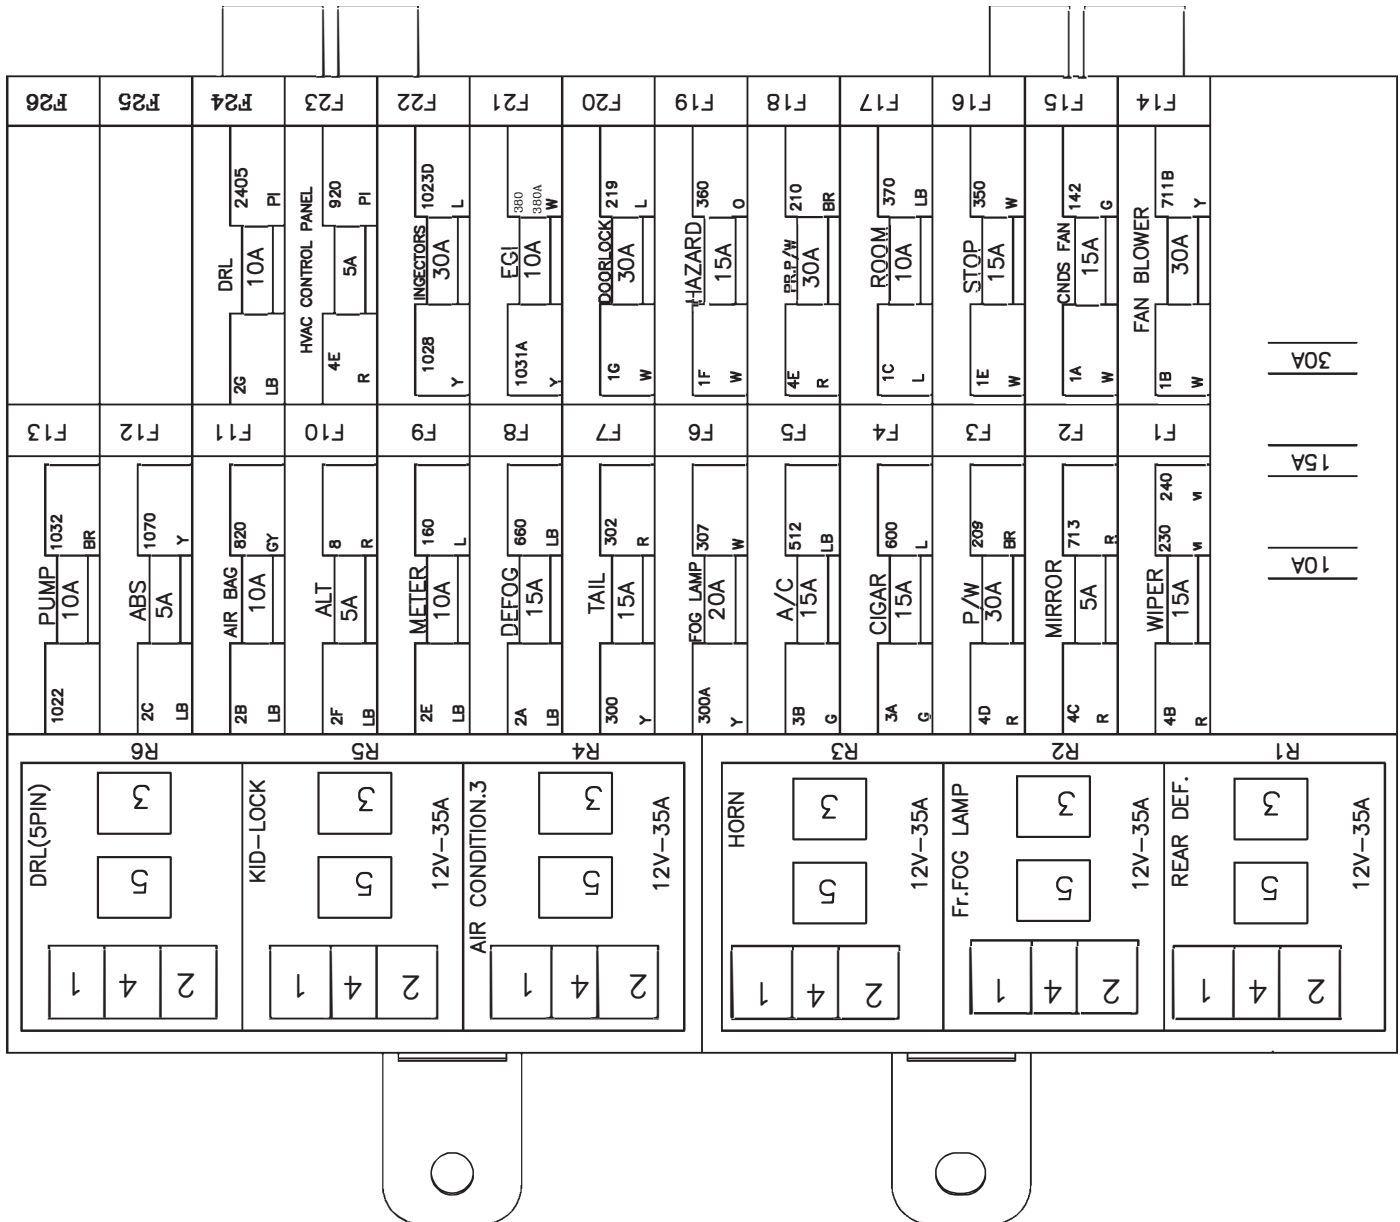 F26 F25 F24 F23 F22 F21 F20 F19 F18 F17 F16 F15 F14
DRL
2405 PI
10A
2G LB
HVAC CONTROL PANEL
920 PI
5A
4E R
INGECTORS
1023D L
30A
1028 Y
EGI
380 380A W
10A
1031A Y
DOORLOCK
219 L
30A
1G W
HAZARD
360 O
15A
1F W
PR.P/W
210 BR
30A
4E R
ROOM
370 LB
10A
1C L
STOP
350 W
15A
1E W
CNDS FAN
142 G
15A
1A W
FAN BLOWER
711B Y
30A
1B W
30A
15A
10A
F13 F12 F11 F10 F9 F8 F7 F6 F5 F4 F3 F2 F1
PUMP
1032 BR
10A
1022
ABS
1070 Y
5A
2C LB
AIR BAG
820 GY
10A
2B LB
ALT
8 R
5A
2F LB
METER
160 L
10A
2E LB
DEFOG
660 LB
15A
2A LB
TAIL
302 R
15A
300 Y
FOG LAMP
307 W
20A
300A Y
A/C
512 LB
15A
3B G
CIGAR
600 L
15A
3A G
P/W
209 BR
30A
4D R
MIRROR
713 R
5A
4C R
WIPER
230 240
15A
4B R
R6 R5 R4 R3 R2 R1
DRL(5PIN)
3
5
1 4 2
KID-LOCK
3
5
12V-35A
1 4 2
AIR CONDITION.3
3
5
12V-35A
1 4 2
HORN
3
5
12V-35A
1 4 2
Fr.FOG LAMP
3
5
12V-35A
1 4 2
REAR DEF.
3
5
12V-35A
1 4 2